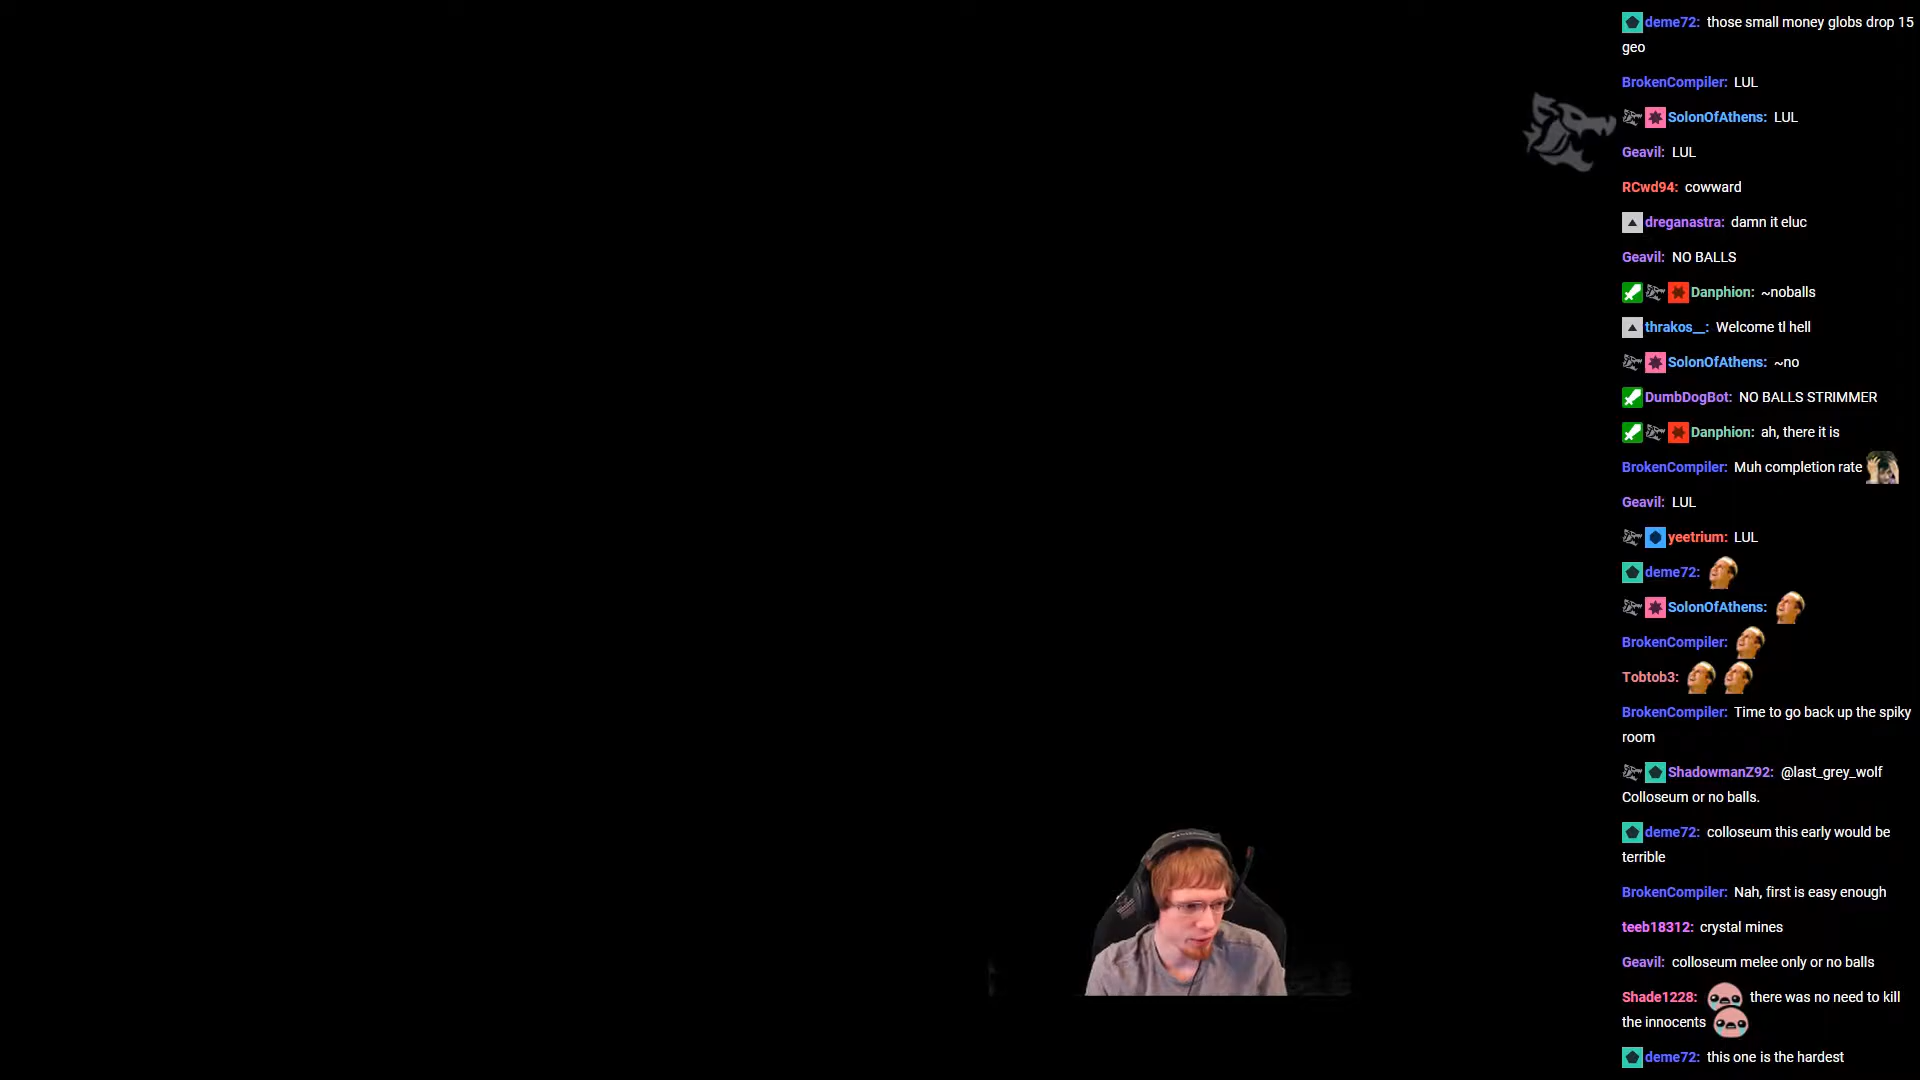 deme72: those small money globs drop 15
geo
BrokenCompiler: LUL
SolonOfAthens: LUL
Geavil: LUL
RCwd94: cowward
dreganastra: damn it eluc
Geavil: NO BALLS
Danphion: ~noballs
thrakos__: Welcome tl hell
SolonOfAthens: ~no
DumbDogBot: NO BALLS STRIMMER
Danphion: ah, there it is
BrokenCompiler: Muh completion rate
Geavil: LUL
yeetrium: LUL
deme72:
SolonOfAthens:
BrokenCompiler:
Tobtob3:
BrokenCompiler: Time to go back up the spiky
room
ShadowmanZ92: @last_grey_wolf
Colloseum or no balls.
deme72: colloseum this early would be
terrible
BrokenCompiler: Nah, first is easy enough
teeb18312: crystal mines
Geavil: colloseum melee only or no balls
Shade1228: there was no need to kill
the innocents
deme72: this one is the hardest